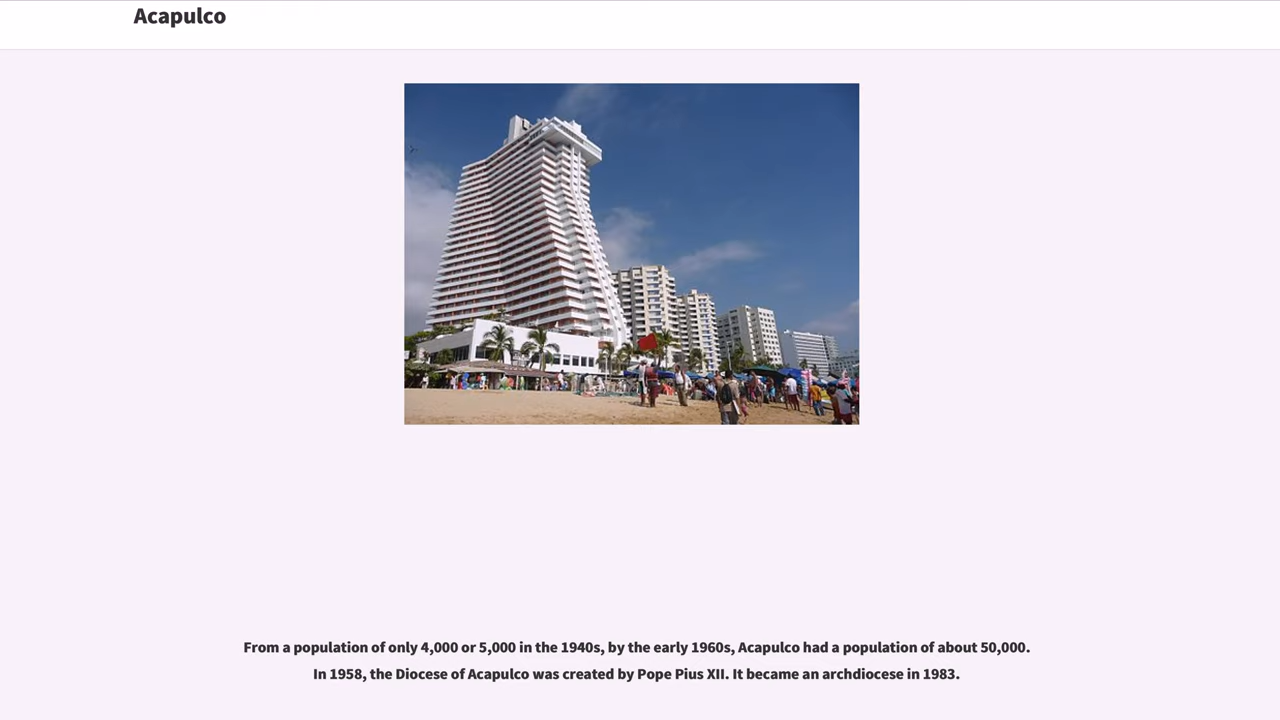 Acapulco
From a population of only 4,000 or 5,000 in the 1940s, by the early 1960s, Acapulco had a population of about 50,000.
In 1958, the Diocese of Acapulco was created by Pope Pius XII. It became an archdiocese in 1983.